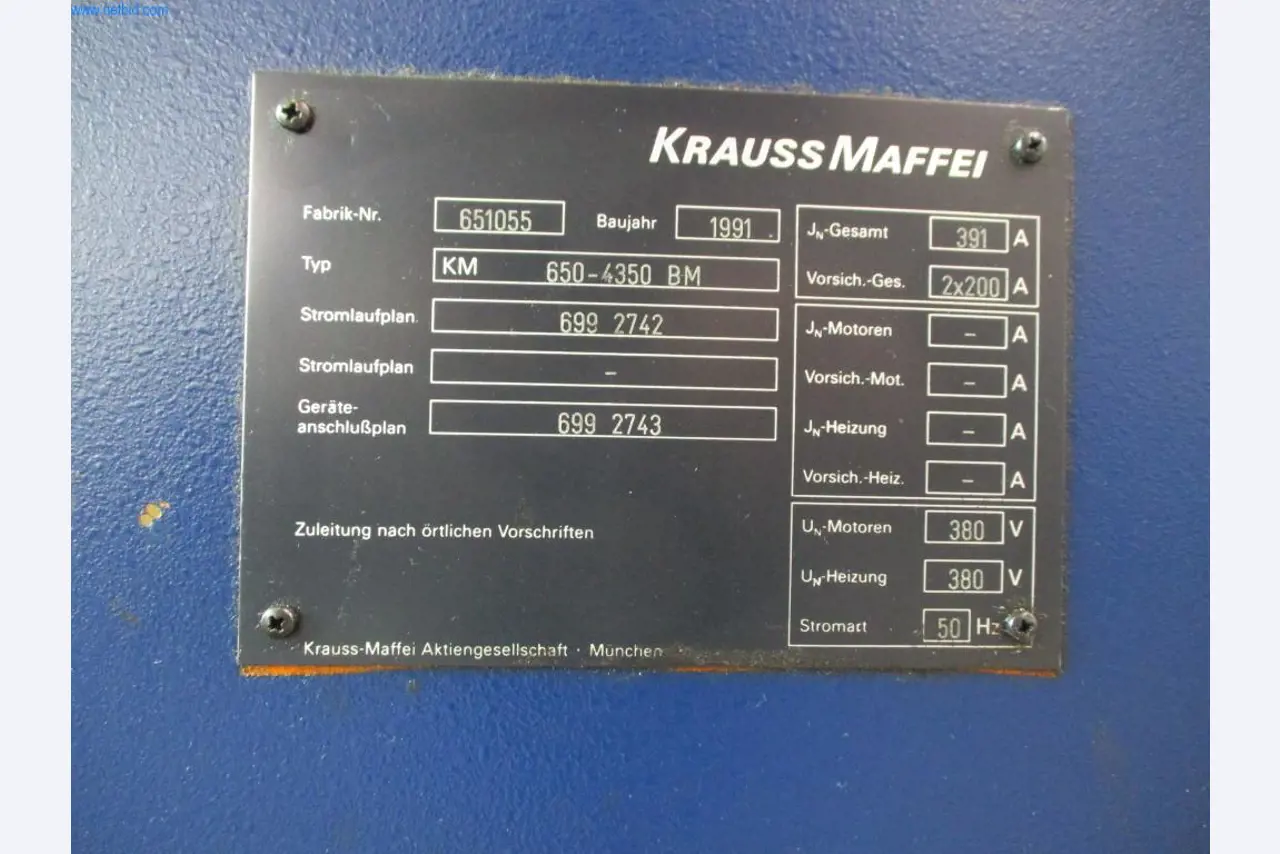 www.netbid.com
KRAUSS MAFFEI
Fabrik-Nr. 651055 Baujahr 1991
Typ KM 650-4350 BM
Stromlaufplan 699 2742
Stromlaufplan -
Geräte-
anschlußplan 699 2743
Zuleitung nach örtlichen Vorschriften
Krauss-Maffei Aktiengesellschaft · München
JN-Gesamt 391 A
Vorsich.-Ges. 2x200 A
JN-Motoren - A
Vorsich.-Mot. - A
JN-Heizung - A
Vorsich.-Heiz. - A
UN-Motoren 380 V
UN-Heizung 380 V
Stromart 50 Hz